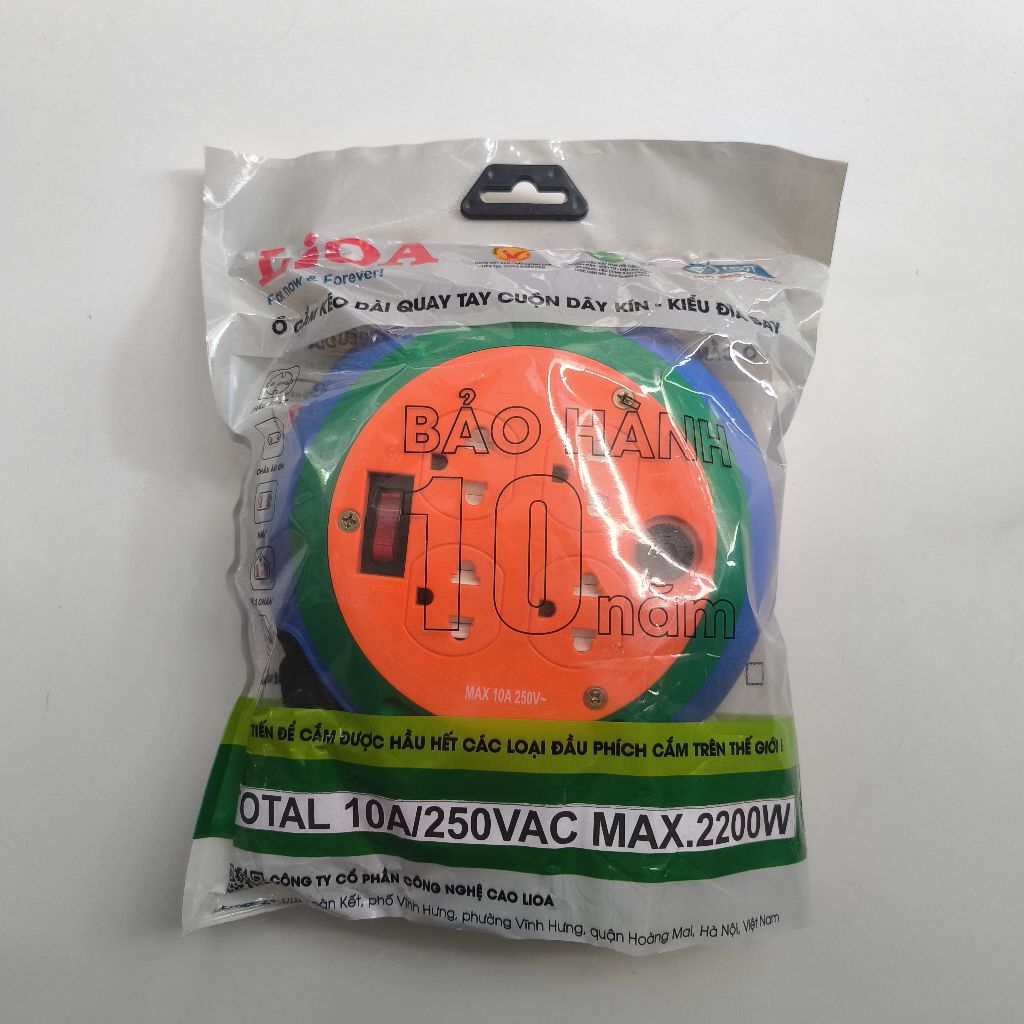 LiOA
For now & Forever!
Ổ CẮM KÉO DÀI QUAY TAY CUỘN DÂY KÍN - KIỂU ĐĨA BAY
BẢO HÀNH
10
năm
MAX 10A 250V~
TIẾN ĐỂ CẮM ĐƯỢC HẦU HẾT CÁC LOẠI ĐẦU PHÍCH CẮM TRÊN THẾ GIỚI
TOTAL 10A/250VAC MAX.2200W
CÔNG TY CỔ PHẦN CÔNG NGHỆ CAO LIOA
Kết, phố Vĩnh Hưng, phường Vĩnh Hưng, quận Hoàng Mai, Hà Nội, Việt Nam